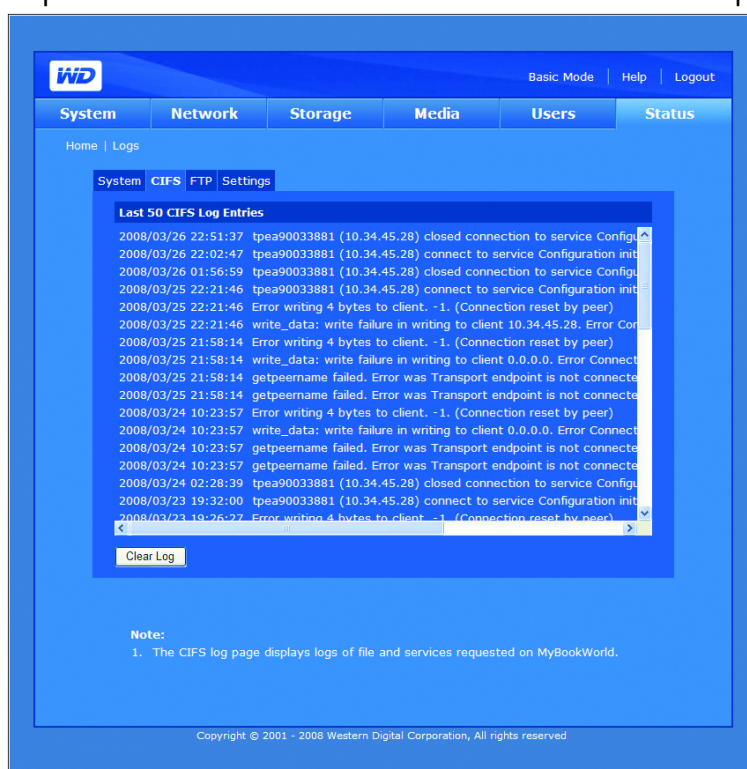 WD
Basic Mode | Help | Logout
System Network Storage Media Users Status
Home | Logs
System CIFS FTP Settings
Last 50 CIFS Log Entries
2008/03/26 22:51:37 tpea90033881 (10.34.45.28) closed connection to service Configu
2008/03/26 22:02:47 tpea90033881 (10.34.45.28) connect to service Configuration init
2008/03/26 01:56:59 tpea90033881 (10.34.45.28) closed connection to service Configu
2008/03/25 22:21:46 tpea90033881 (10.34.45.28) connect to service Configuration init
2008/03/25 22:21:46 Error writing 4 bytes to client. -1. (Connection reset by peer)
2008/03/25 22:21:46 write_data: write failure in writing to client 10.34.45.28. Error Con
2008/03/25 21:58:14 Error writing 4 bytes to client. -1. (Connection reset by peer)
2008/03/25 21:58:14 write_data: write failure in writing to client 0.0.0.0. Error Connect
2008/03/25 21:58:14 getpeername failed. Error was Transport endpoint is not connecte
2008/03/24 10:23:57 Error writing 4 bytes to client. -1. (Connection reset by peer)
2008/03/24 10:23:57 write_data: write failure in writing to client 0.0.0.0. Error Connect
2008/03/24 10:23:57 getpeername failed. Error was Transport endpoint is not connecte
2008/03/24 10:23:57 getpeername failed. Error was Transport endpoint is not connecte
2008/03/24 02:28:39 tpea90033881 (10.34.45.28) closed connection to service Configu
2008/03/23 19:32:00 tpea90033881 (10.34.45.28) connect to service Configuration init
2008/03/23 19:26:27 Error writing 4 bytes to client. -1. (Connection reset by peer)
Clear Log
Note:
1. The CIFS log page displays logs of file and services requested on MyBookWorld.
Copyright © 2001 - 2008 Western Digital Corporation, All rights reserved